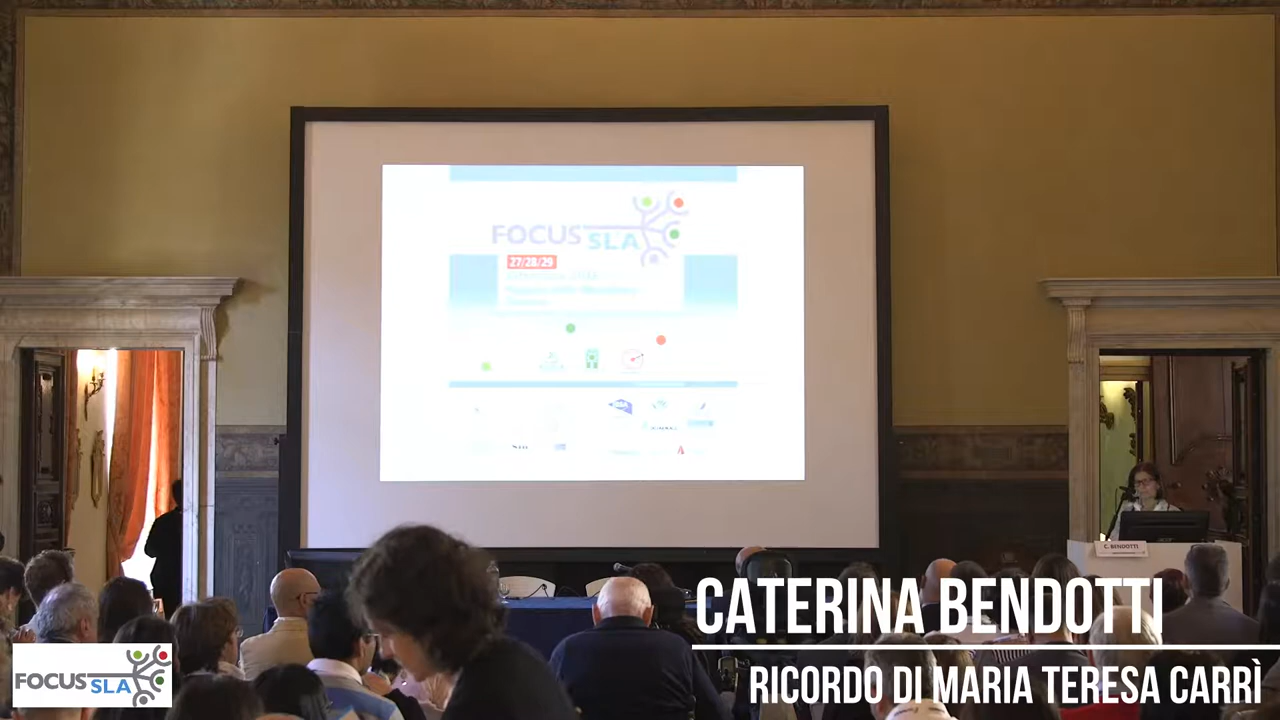 FOCUS
SLA
27/28/29
C. BENDOTTI
CATERINA BENDOTTI
RICORDO DI MARIA TERESA CARRÌ
FOCUS
SLA